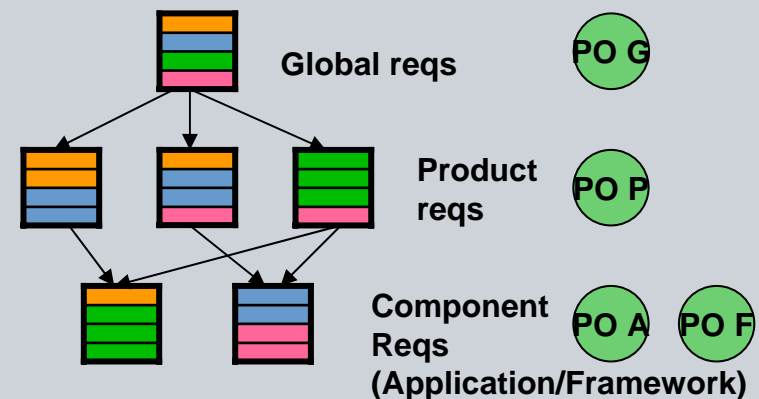 Global reqs
PO G
Product
reqs
PO P
Component
Reqs
(Application/Framework)
PO A
PO F